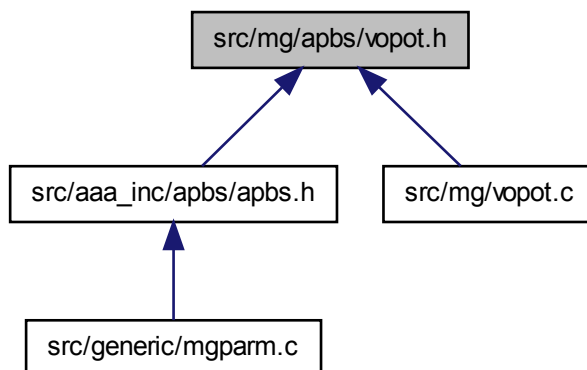 src/mg/apbs/vopot.h
src/aaa_inc/apbs/apbs.h
src/mg/vopot.c
src/generic/mgparm.c